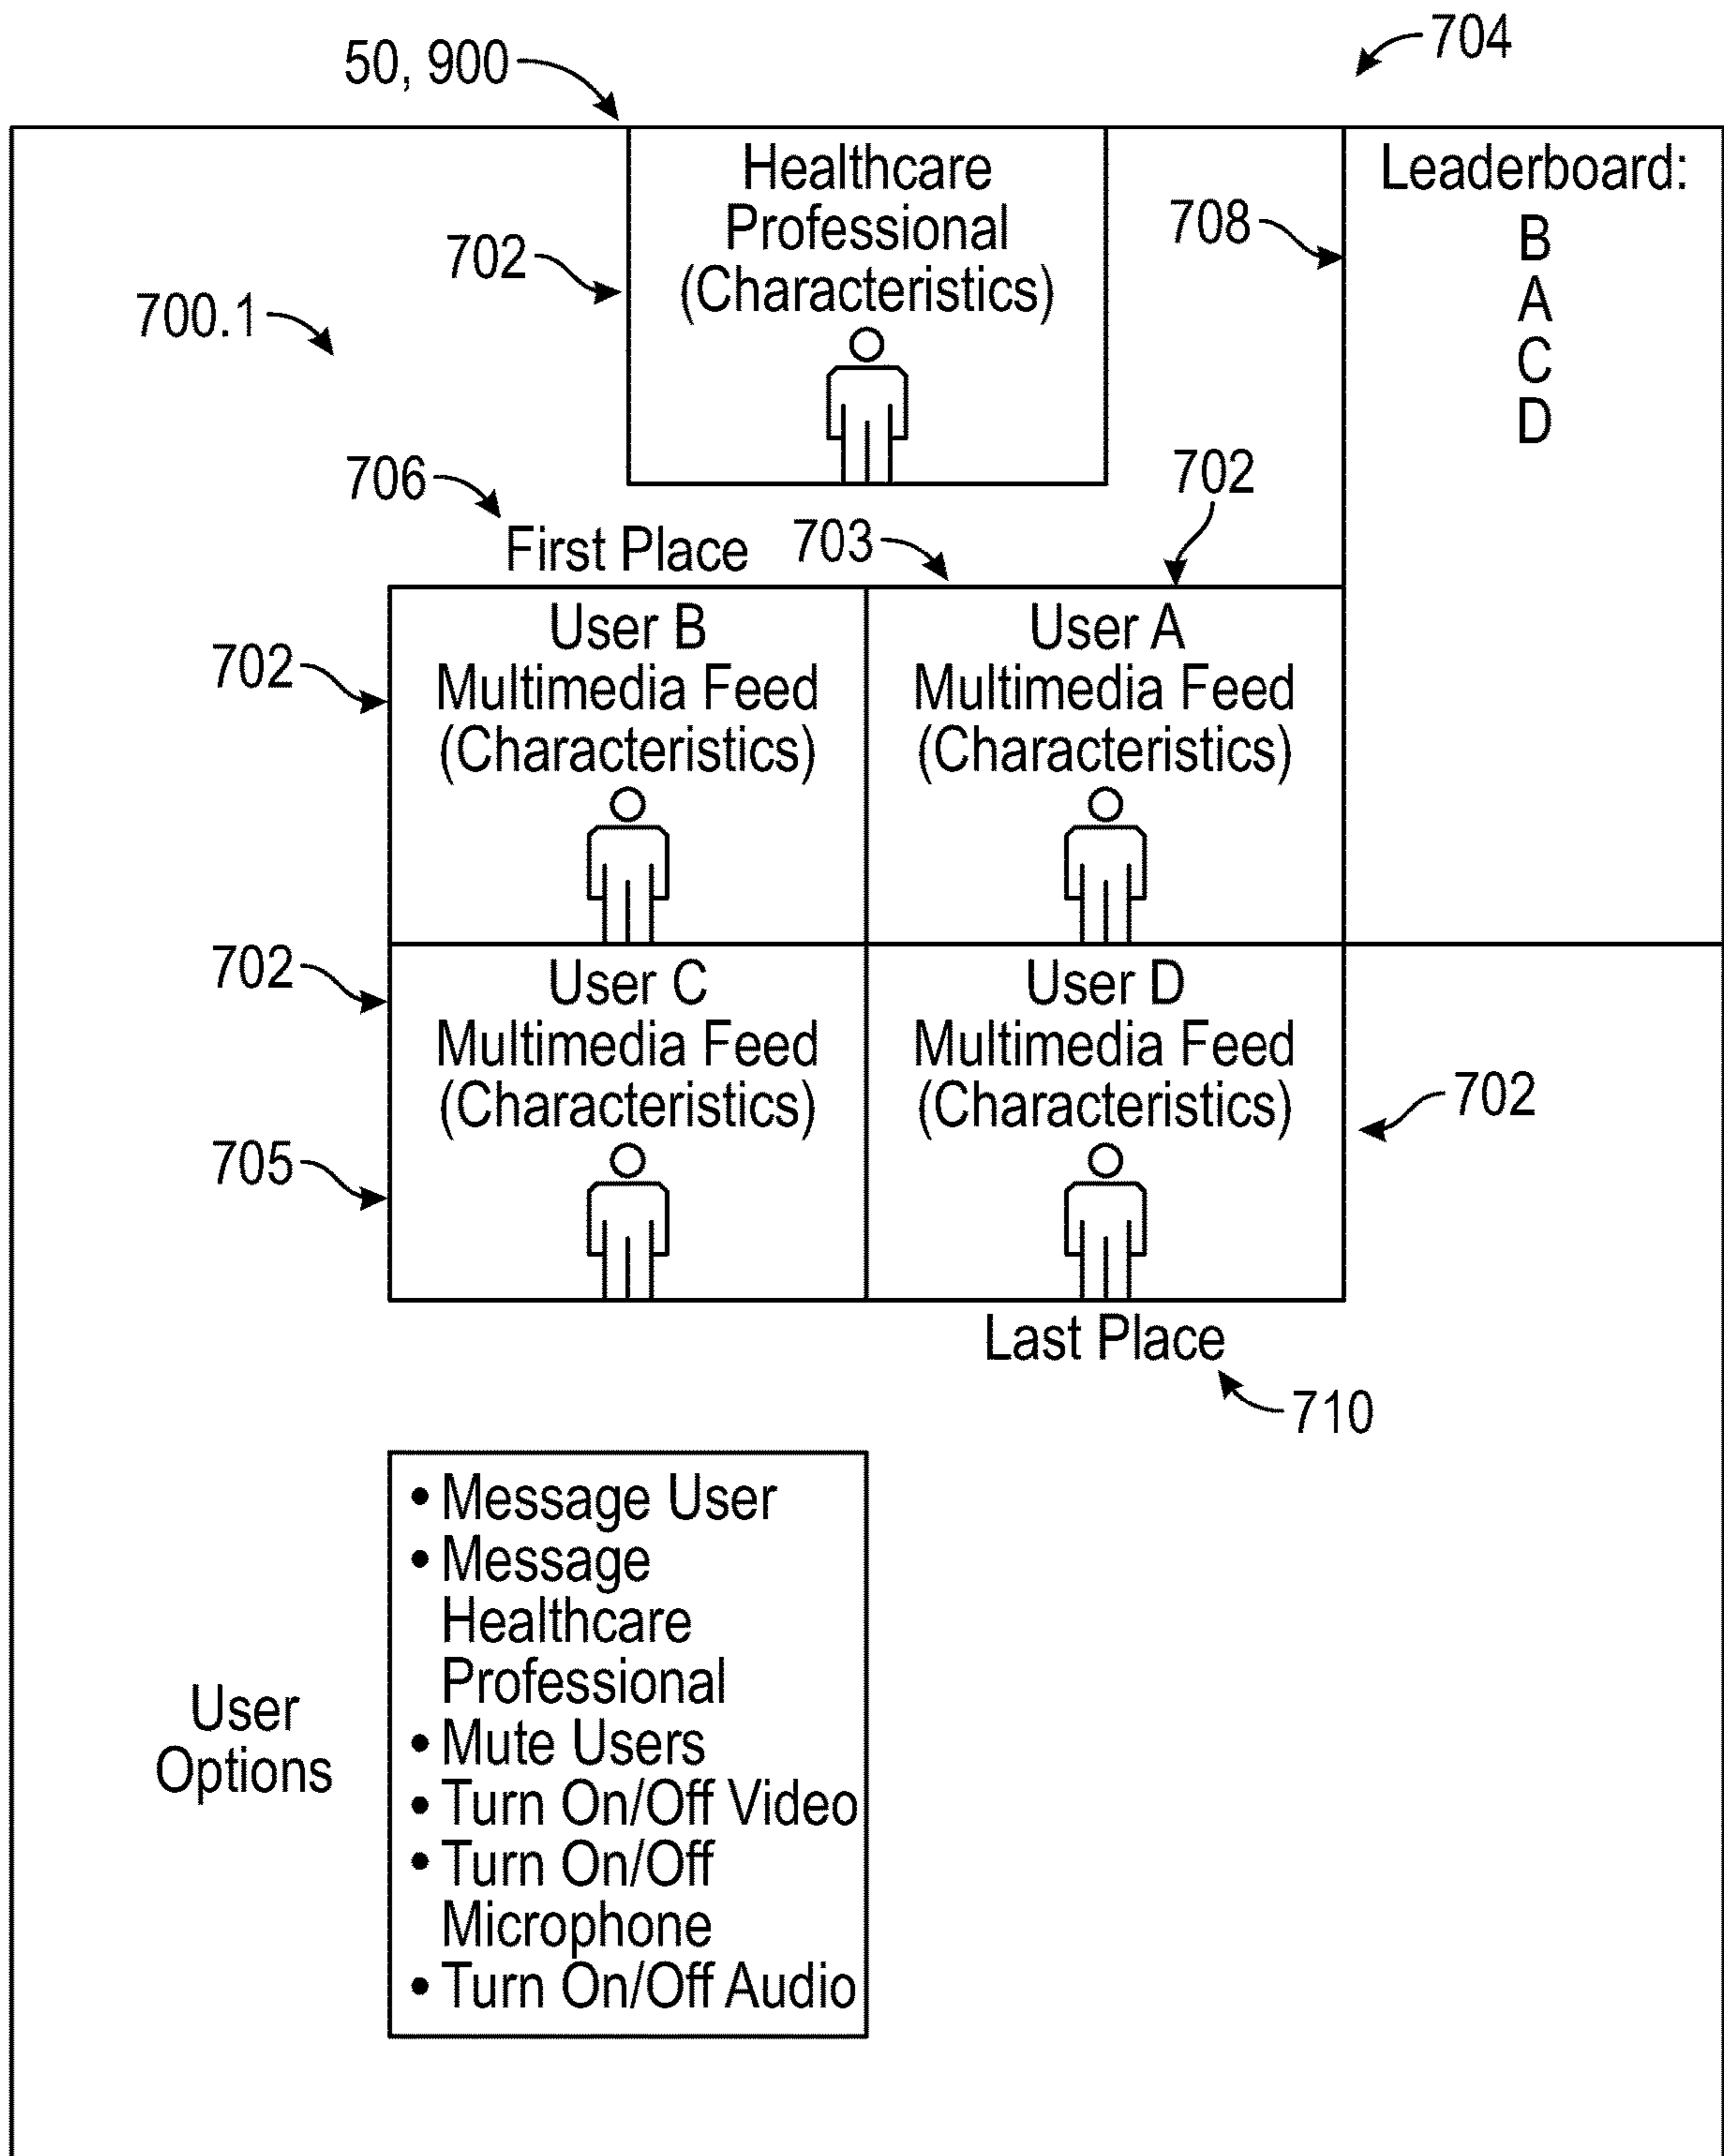 704
50, 900
Healthcare
Professional
(Characteristics)
702
708
Leaderboard:
B
A
C
D
700.1
706
First Place
703
702
User B
Multimedia Feed
(Characteristics)
702
User A
Multimedia Feed
(Characteristics)
702
User C
Multimedia Feed
(Characteristics)
705
User D
Multimedia Feed
(Characteristics)
702
Last Place
710
User
Options
• Message User
• Message
Healthcare
Professional
• Mute Users
• Turn On/Off Video
• Turn On/Off
Microphone
• Turn On/Off Audio